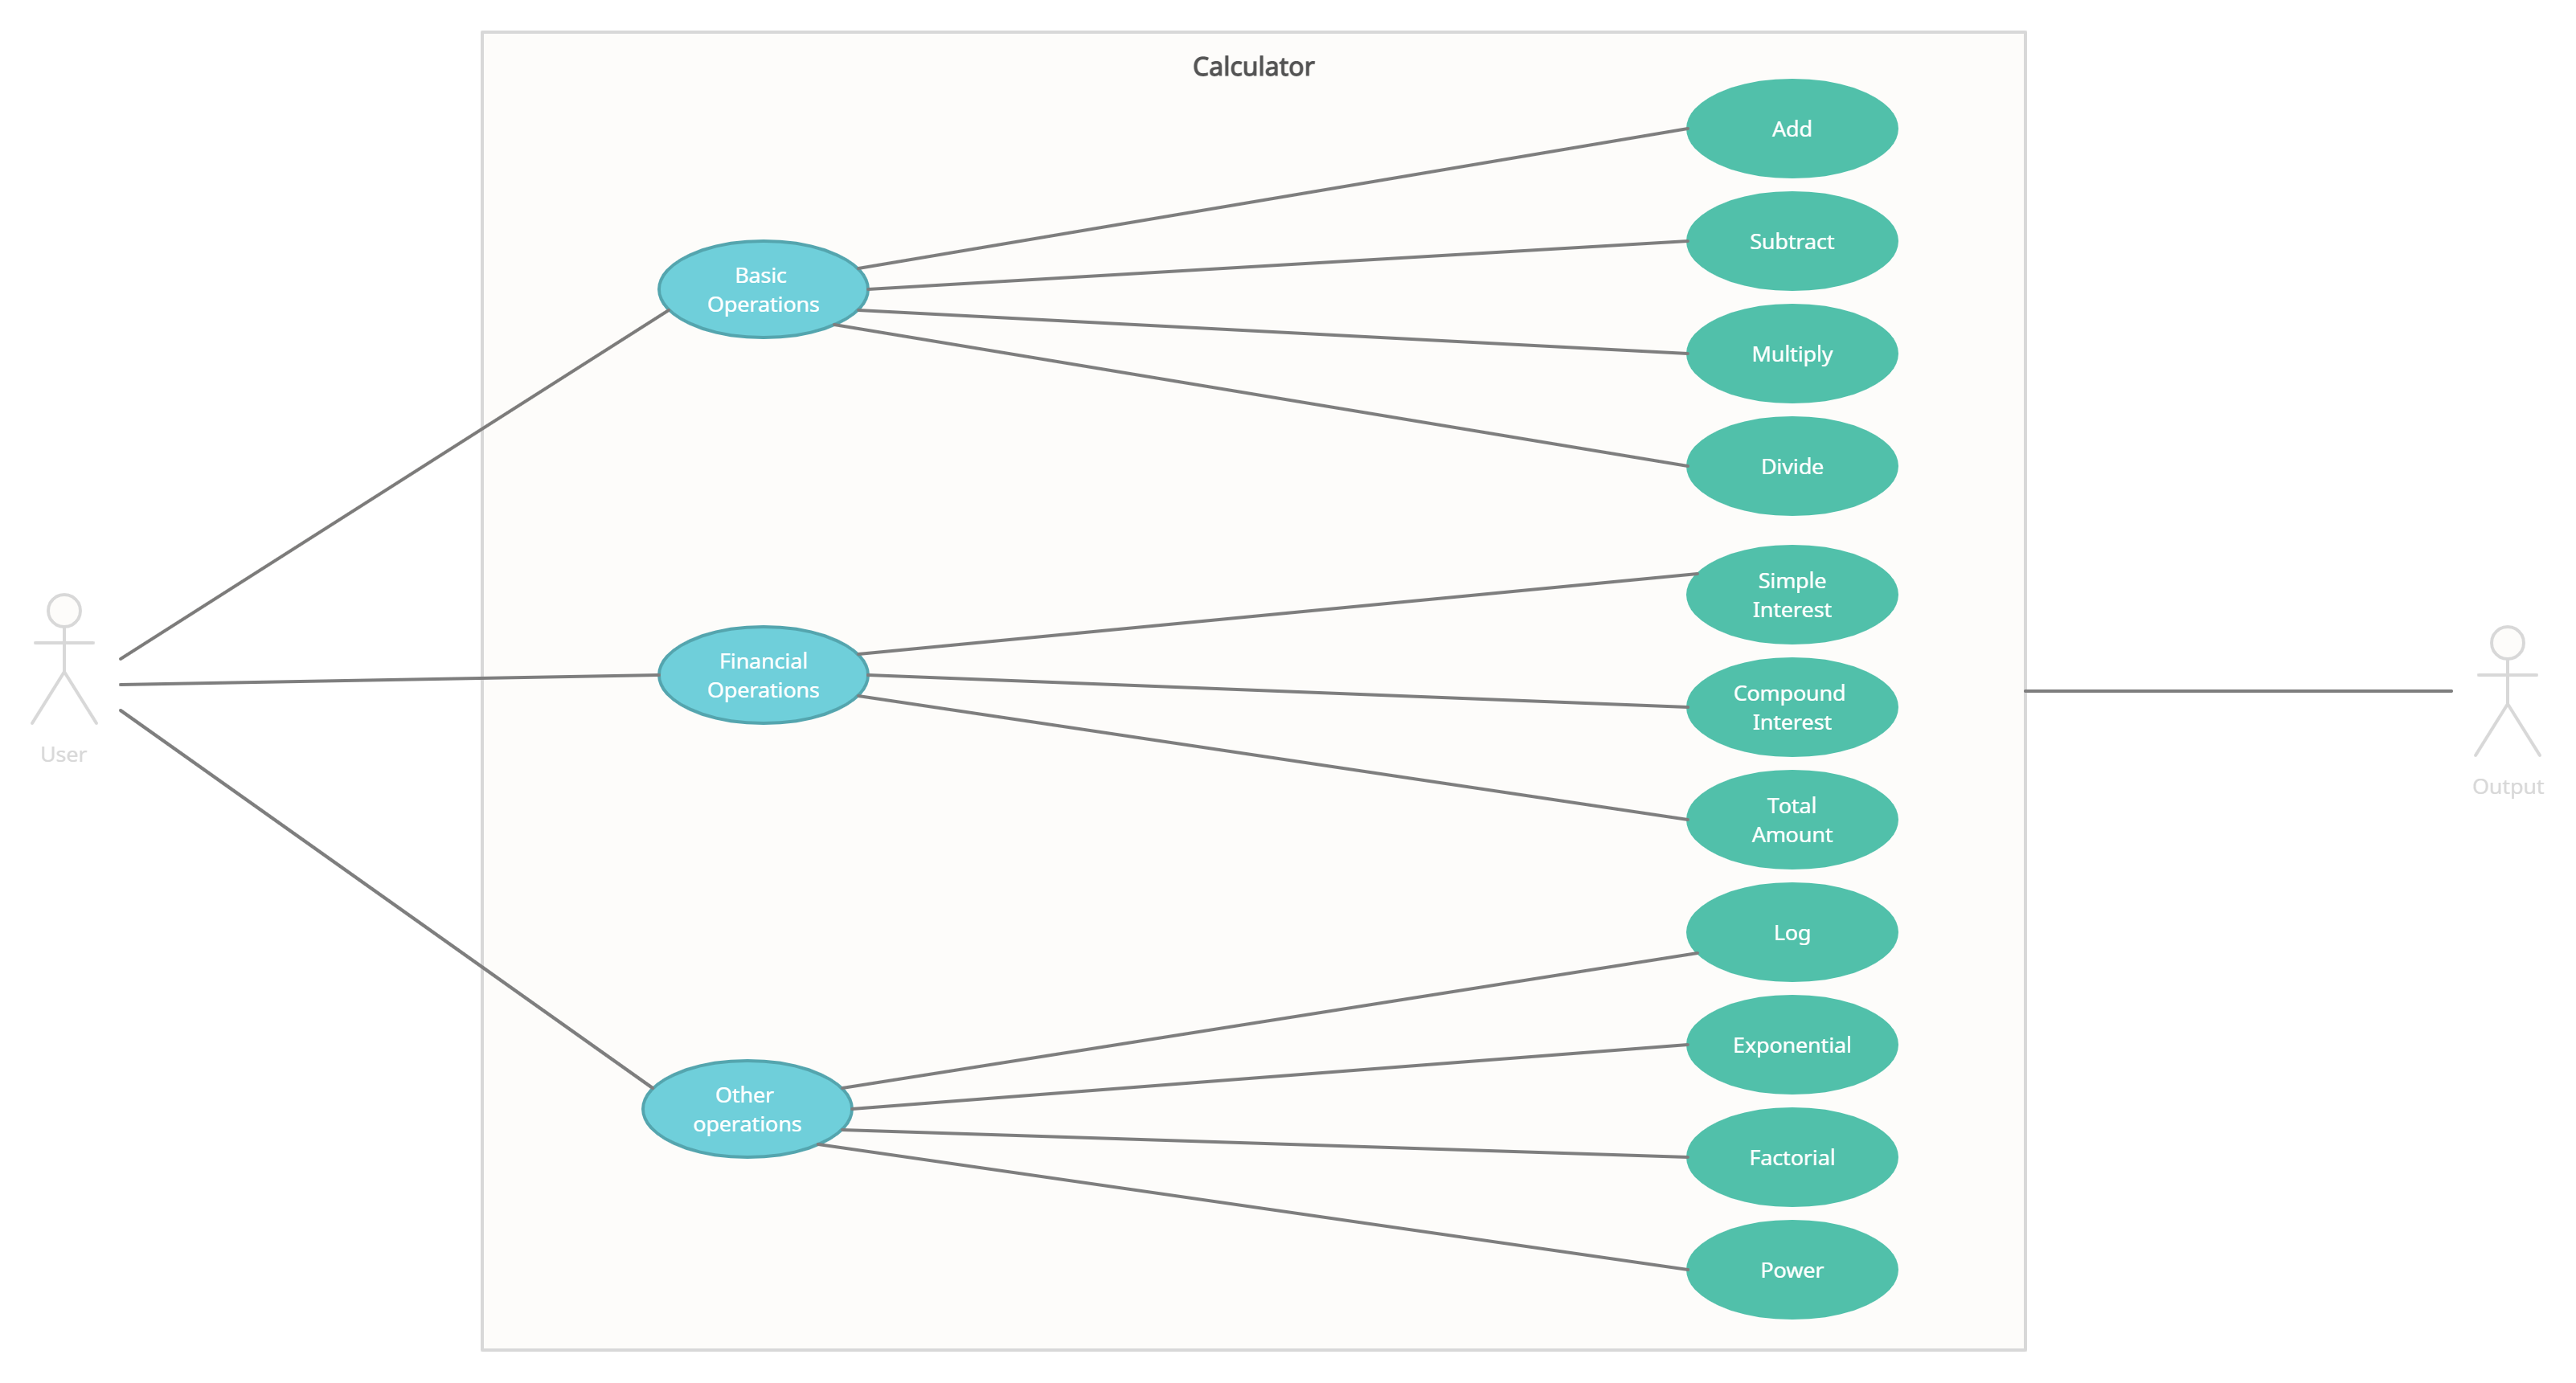 Calculator
Add
Subtract
Basic
Operations
Multiply
Divide
Simple
Interest
Financial
Operations
Compound
Interest
User
Output
Total
Amount
Log
Exponential
Other
operations
Factorial
Power